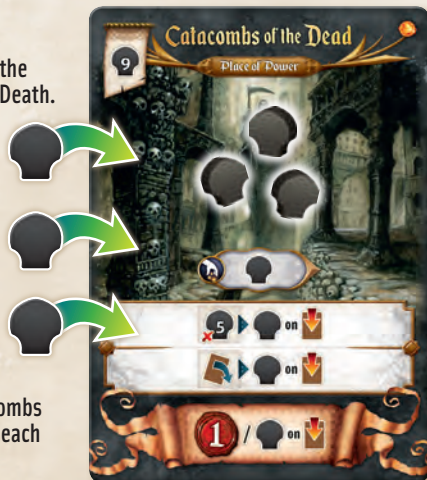 the
Death.
Catacombs of the Dead
9
Place of Power
5 on
on
1 / on
ombs
each